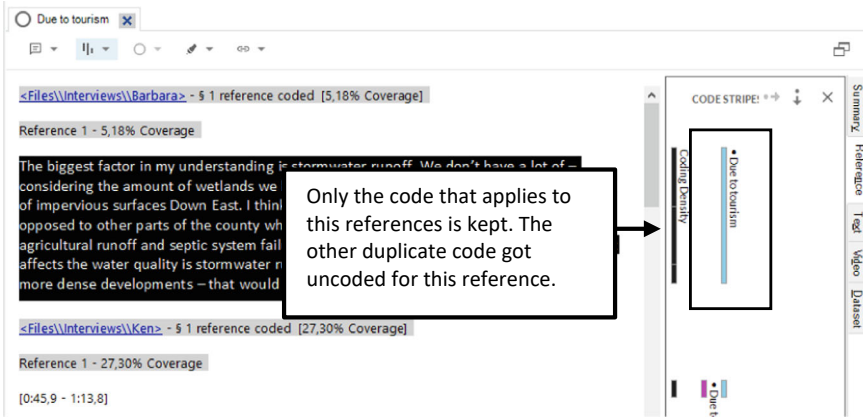 Due to tourism
CODE STRIPES
<Files\\Interviews\\Barbara> - § 1 reference coded [5,18% Coverage]
Reference 1 - 5,18% Coverage
The biggest factor in my understanding is stormwater runoff. We don't have a lot of –
considering the amount of wetlands we
of impervious surfaces Down East. I think
opposed to other parts of the county
agricultural runoff and septic system
affects the water quality is stormwater
more dense developments – that would
Only the code that applies to
this references is kept. The
other duplicate code got
uncoded for this reference.
<Files\\Interviews\\Ken> - § 1 reference coded [27,30% Coverage]
Reference 1 - 27,30% Coverage
[0:45,9 - 1:13,8]
Coding Density
Due to tourism
Due
Summary
Reference
Text
Video
Dataset